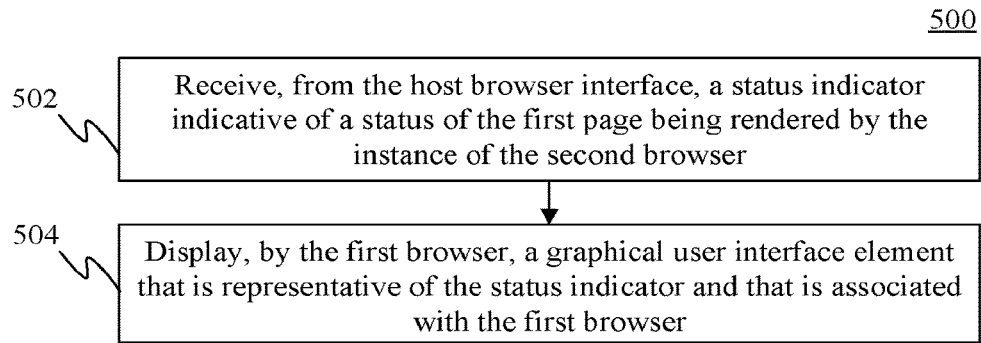 500
502
Receive, from the host browser interface, a status indicator
indicative of a status of the first page being rendered by the
instance of the second browser
504
Display, by the first browser, a graphical user interface element
that is representative of the status indicator and that is associated
with the first browser